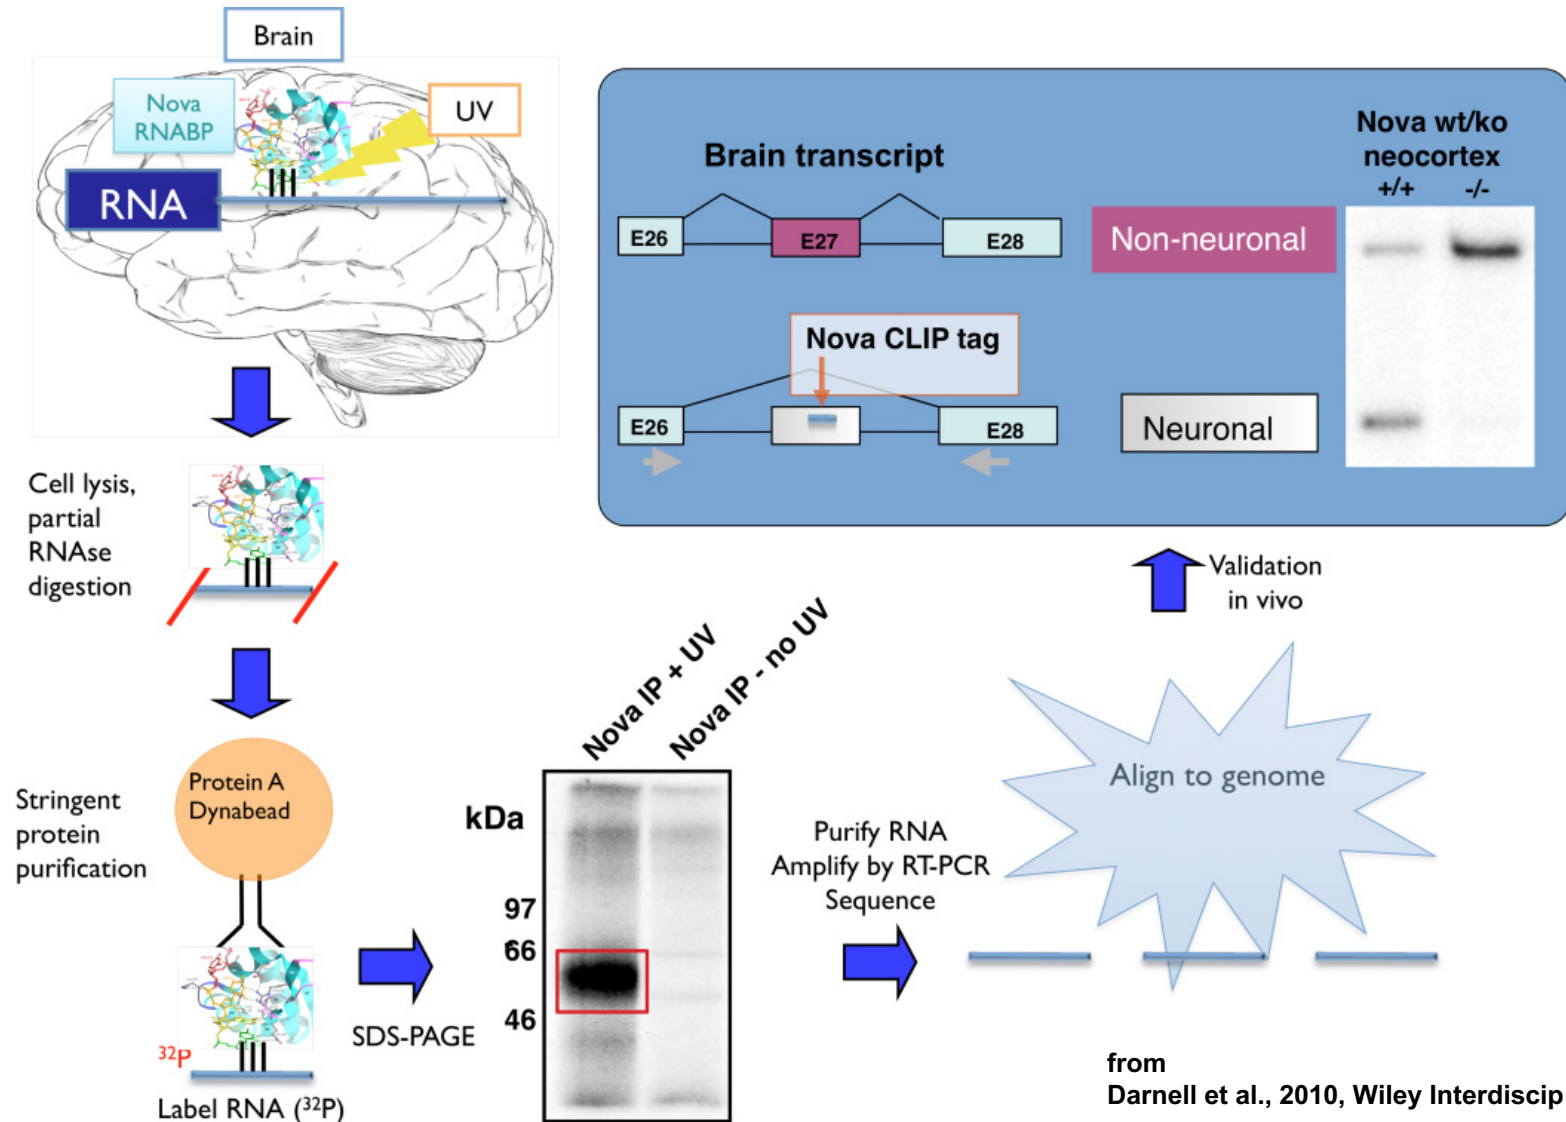 Brain
Nova
RNABP
UV
RNA
Cell lysis,
partial
RNAse
digestion
Stringent
protein
purification
Protein A
Dynabead
32P
Label RNA (32P)
SDS-PAGE
Nova IP + UV
Nova IP - no UV
kDa
97
66
46
Purify RNA
Amplify by RT-PCR
Sequence
Align to genome
Validation
in vivo
Brain transcript
E26
E27
E28
Non-neuronal
Nova CLIP tag
E26
E28
Neuronal
Nova wt/ko
neocortex
+/+ -/-
from
Darnell et al., 2010, Wiley Interdiscip